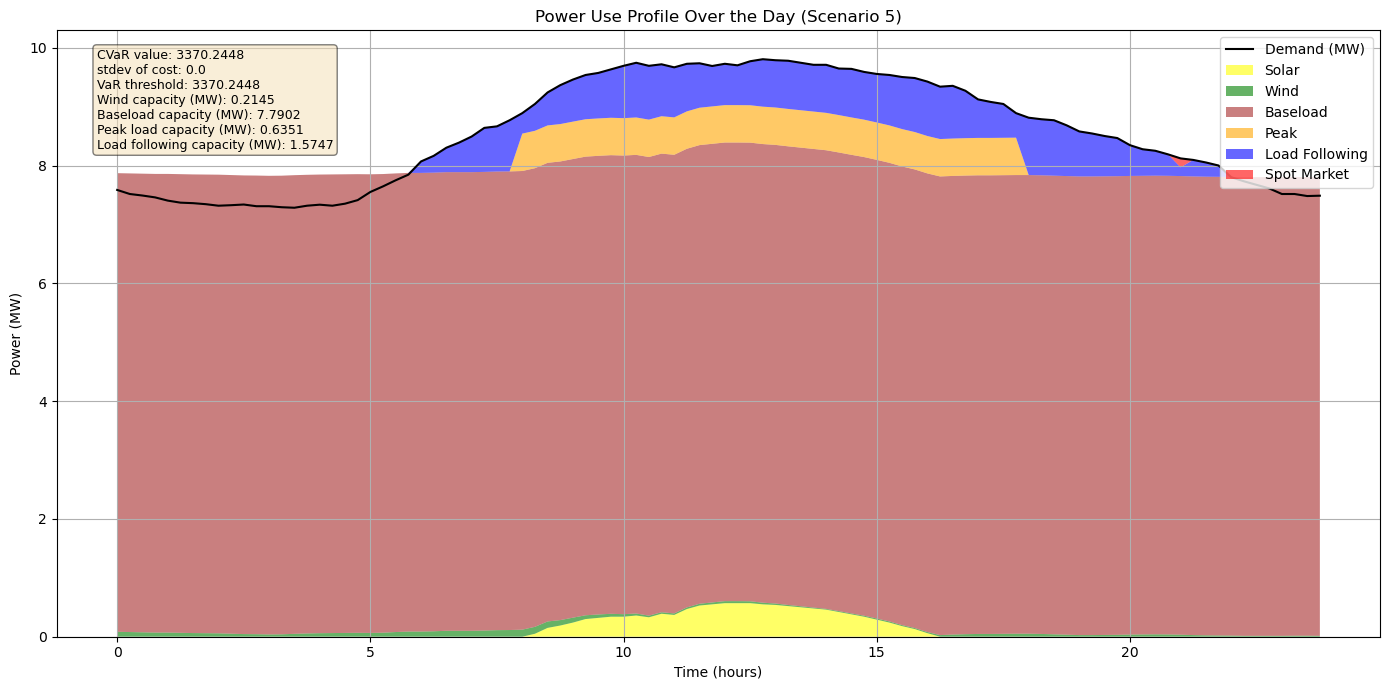 Power Use Profile Over the Day (Scenario 5)
CVaR value: 3370.2448
stdev of cost: 0.0
VaR threshold: 3370.2448
Wind capacity (MW): 0.2145
Baseload capacity (MW): 7.7902
Peak load capacity (MW): 0.6351
Load following capacity (MW): 1.5747
Demand (MW)
Solar
Wind
Baseload
Peak
Load Following
Spot Market
Power (MW)
10
8
6
4
2
0
0 5 10 15 20
Time (hours)